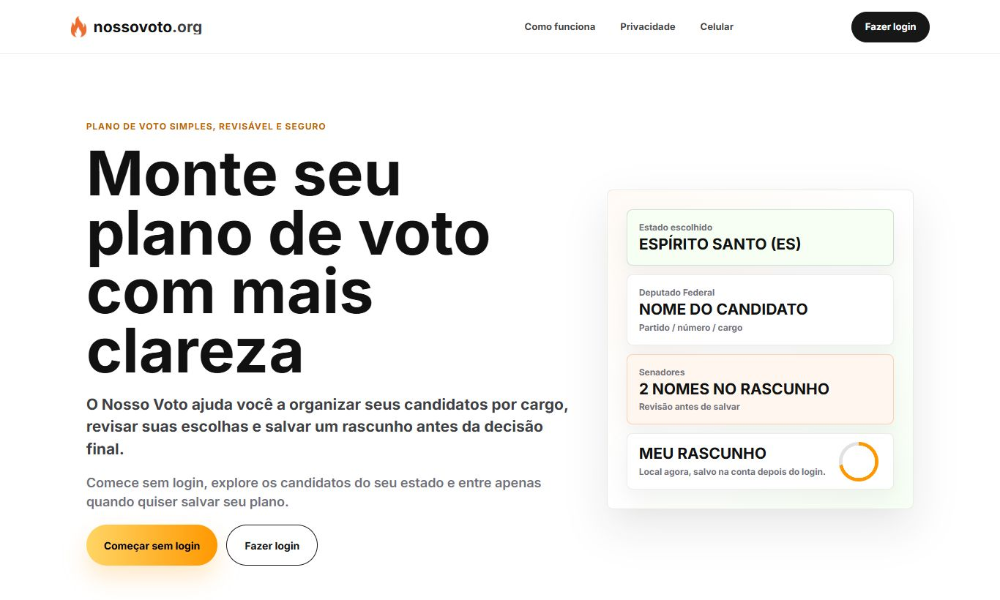 nossovoto.org
Como funciona
Privacidade
Celular
Fazer login
PLANO DE VOTO SIMPLES, REVISÁVEL E SEGURO
Monte seu
plano de voto
com mais
clareza
O Nosso Voto ajuda você a organizar seus candidatos por cargo,
revisar suas escolhas e salvar um rascunho antes da decisão
final.
Comece sem login, explore os candidatos do seu estado e entre apenas
quando quiser salvar seu plano.
Começar sem login
Fazer login
Estado escolhido
ESPÍRITO SANTO (ES)
Deputado Federal
NOME DO CANDIDATO
Partido / número / cargo
Senadores
2 NOMES NO RASCUNHO
Revisão antes de salvar
MEU RASCUNHO
Local agora, salvo na conta depois do login.